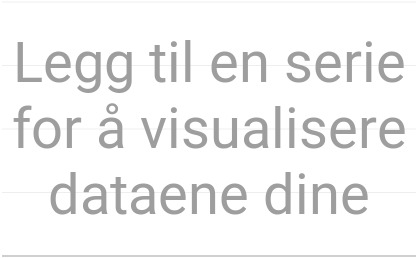 Legg til en serie
for å visualisere
dataene dine